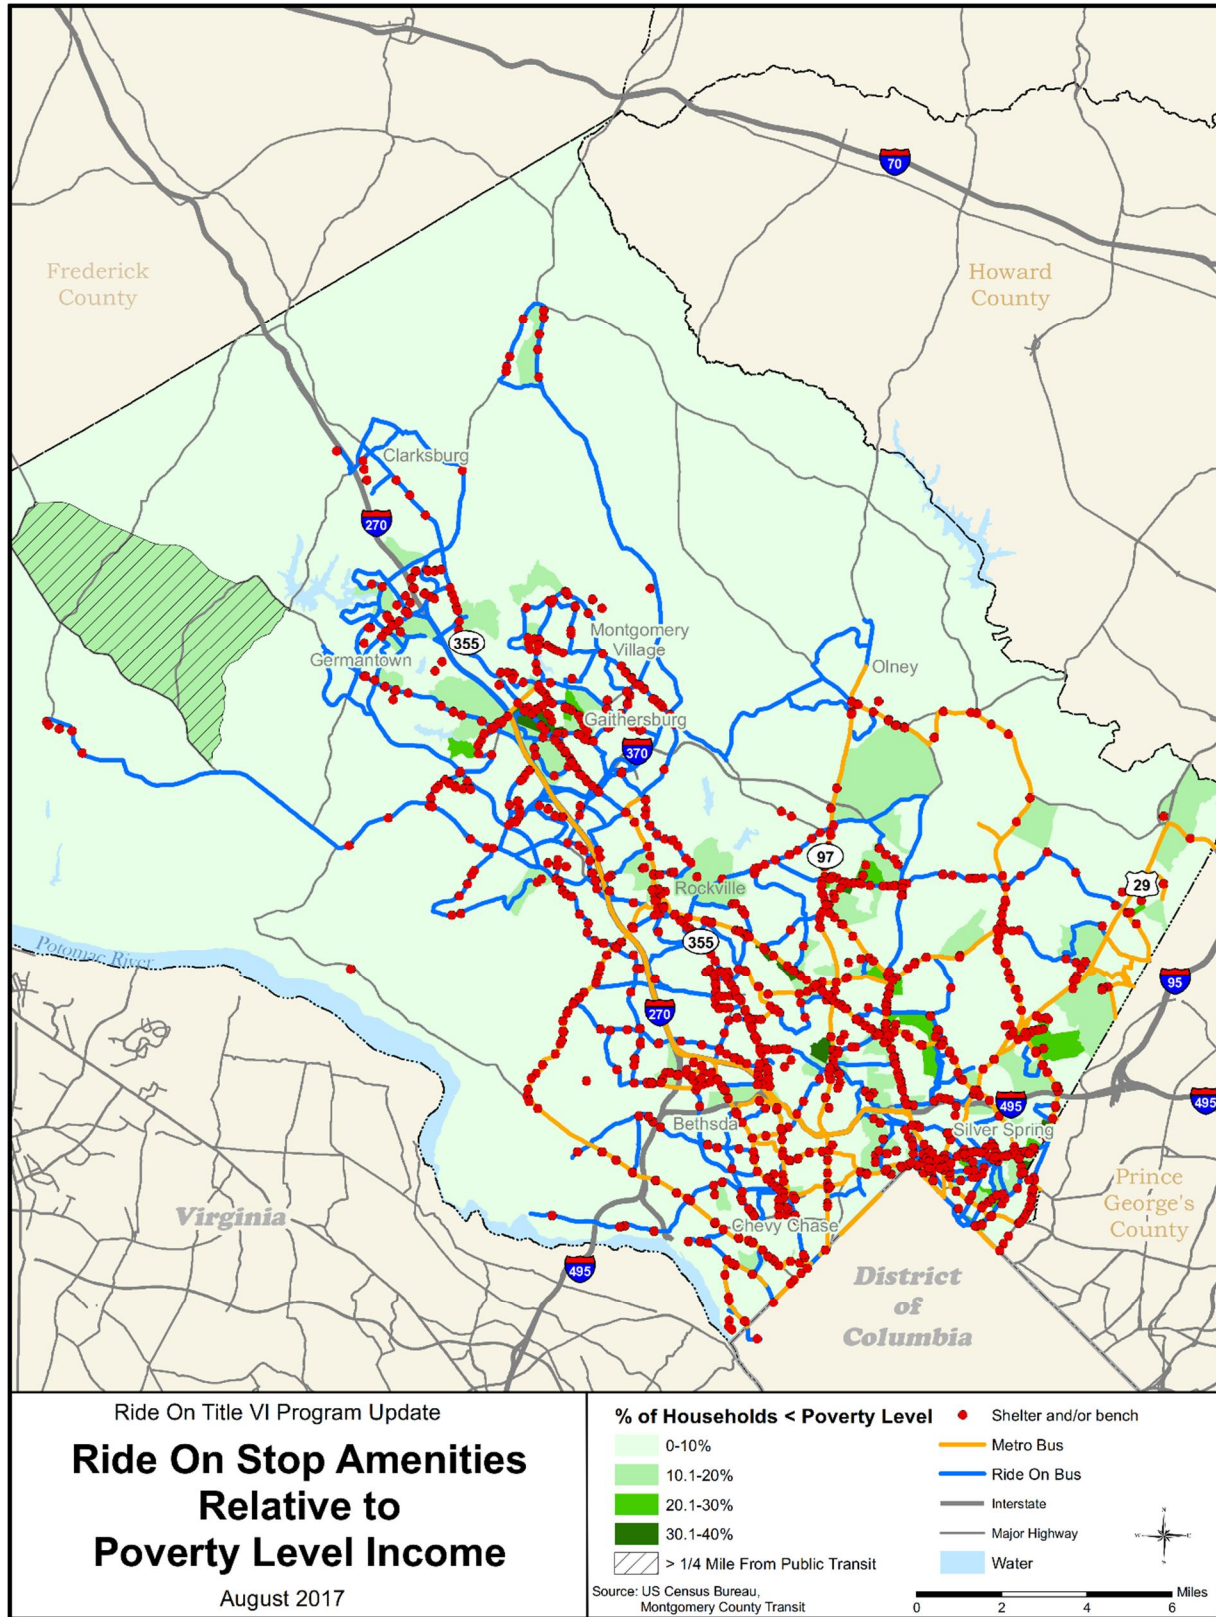 70
Frederick
County
Howard
County
Clarksburg
270
Montgomery
Village
355
Germantown
Olney
Gaithersburg
370
97
Rockville
29
355
Potomac River
95
270
495
495
Bethsda
Silver Spring
Prince
George's
County
Virginia
Chevy Chase
495
District
of
Columbia
Ride On Title VI Program Update
Ride On Stop Amenities
Relative to
Poverty Level Income
August 2017
% of Households < Poverty Level
0-10%
10.1-20%
20.1-30%
30.1-40%
> 1/4 Mile From Public Transit
Source: US Census Bureau,
Montgomery County Transit
Shelter and/or bench
Metro Bus
Ride On Bus
Interstate
Major Highway
Water
N
W
E
S
Miles
0 2 4 6